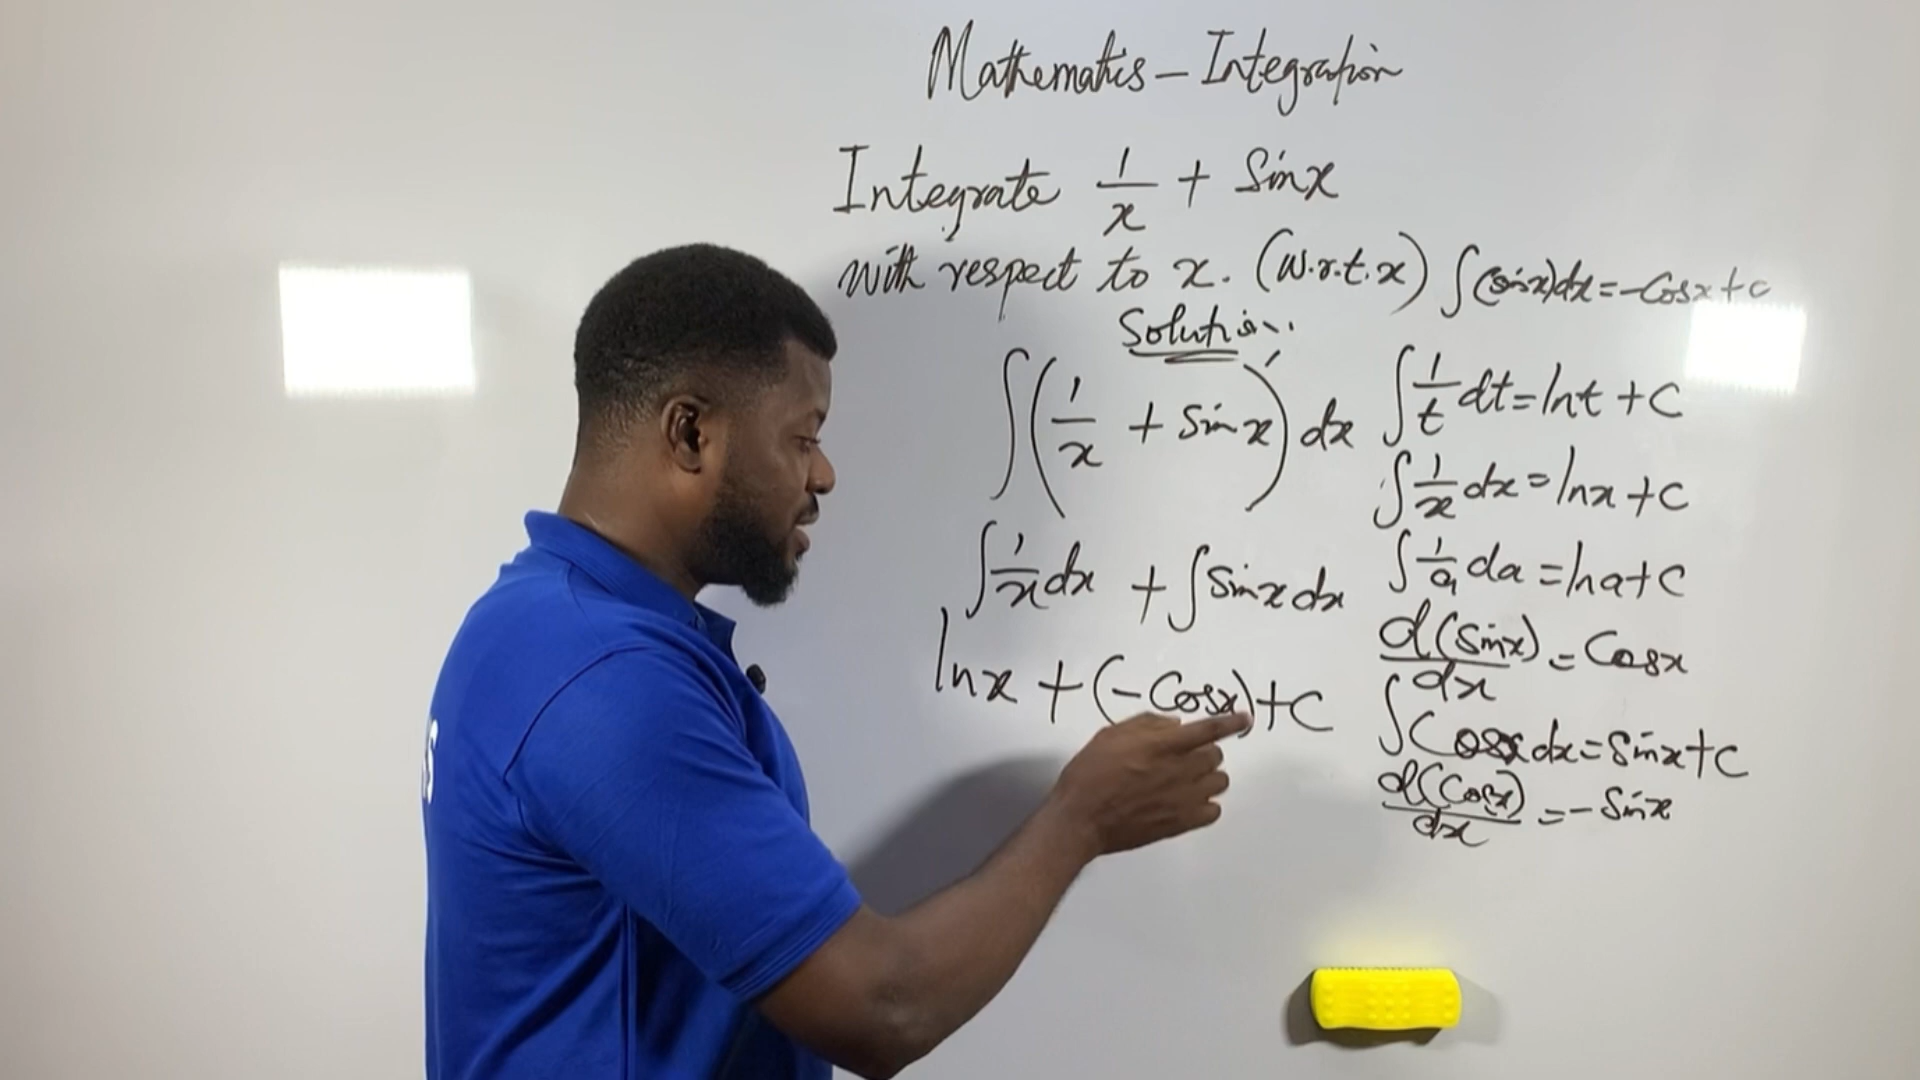 Mathematics – Integration
Integrate 1/x + Sinx
with respect to x. (w.r.t.x)
∫(sinx)dx = -Cosx + c
Solution
∫(1/x + Sinx) dx
∫1/x dx + ∫Sinx dx
lnx + (-Cosx) + C
∫1/t dt = lnt + C
∫1/x dx = lnx + C
∫1/a da = lna + C
d(Sinx)/dx = Cosx
∫Cosx dx = Sinx + C
d(Cosx)/dx = -Sinx
S